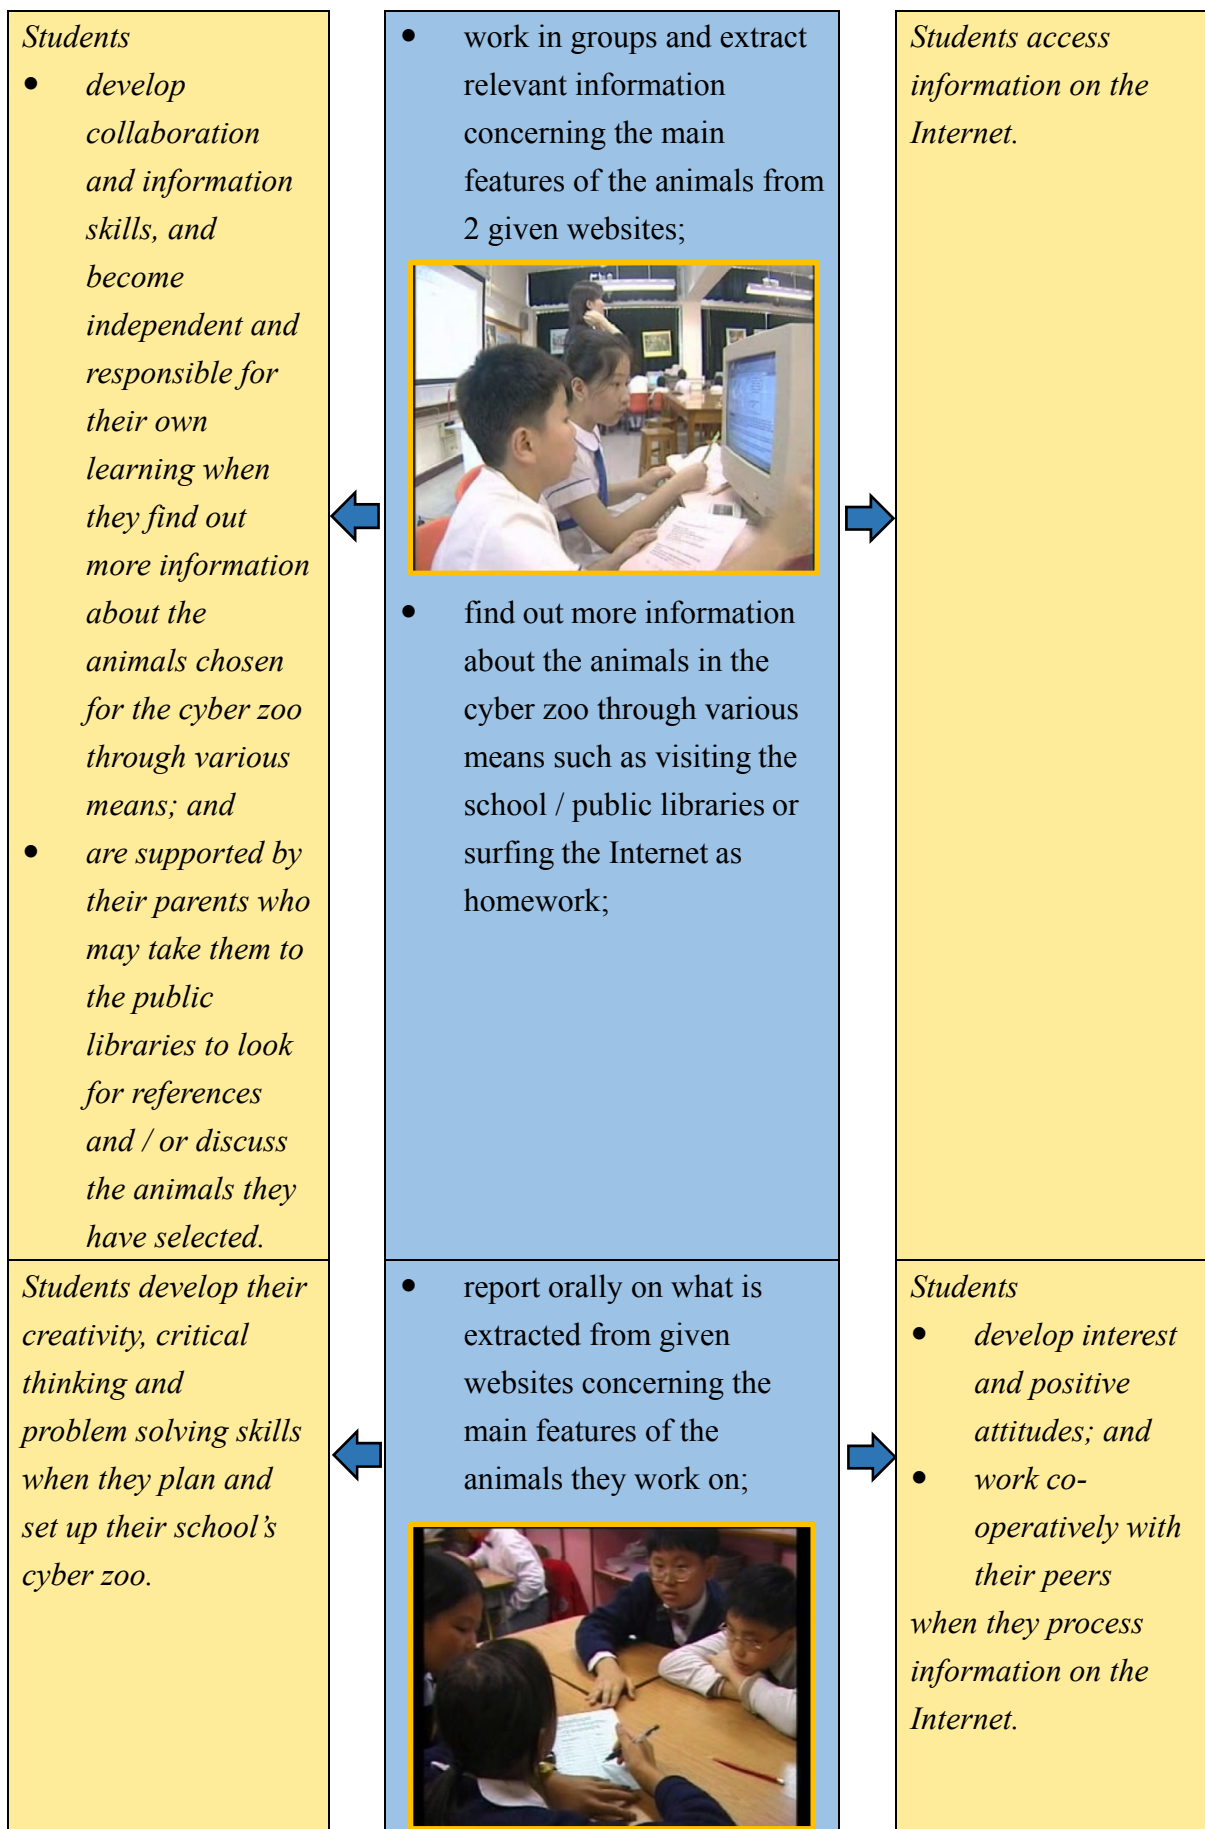 Students
• develop
collaboration
and information
skills, and
become
independent and
responsible for
their own
learning when
they find out
more information
about the
animals chosen
for the cyber zoo
through various
means; and
• are supported by
their parents who
may take them to
the public
libraries to look
for references
and / or discuss
the animals they
have selected.
• work in groups and extract
relevant information
concerning the main
features of the animals from
2 given websites;
• find out more information
about the animals in the
cyber zoo through various
means such as visiting the
school / public libraries or
surfing the Internet as
homework;
Students access
information on the
Internet.
Students develop their
creativity, critical
thinking and
problem solving skills
when they plan and
set up their school's
cyber zoo.
• report orally on what is
extracted from given
websites concerning the
main features of the
animals they work on;
Students
• develop interest
and positive
attitudes; and
• work co-
operatively with
their peers
when they process
information on the
Internet.